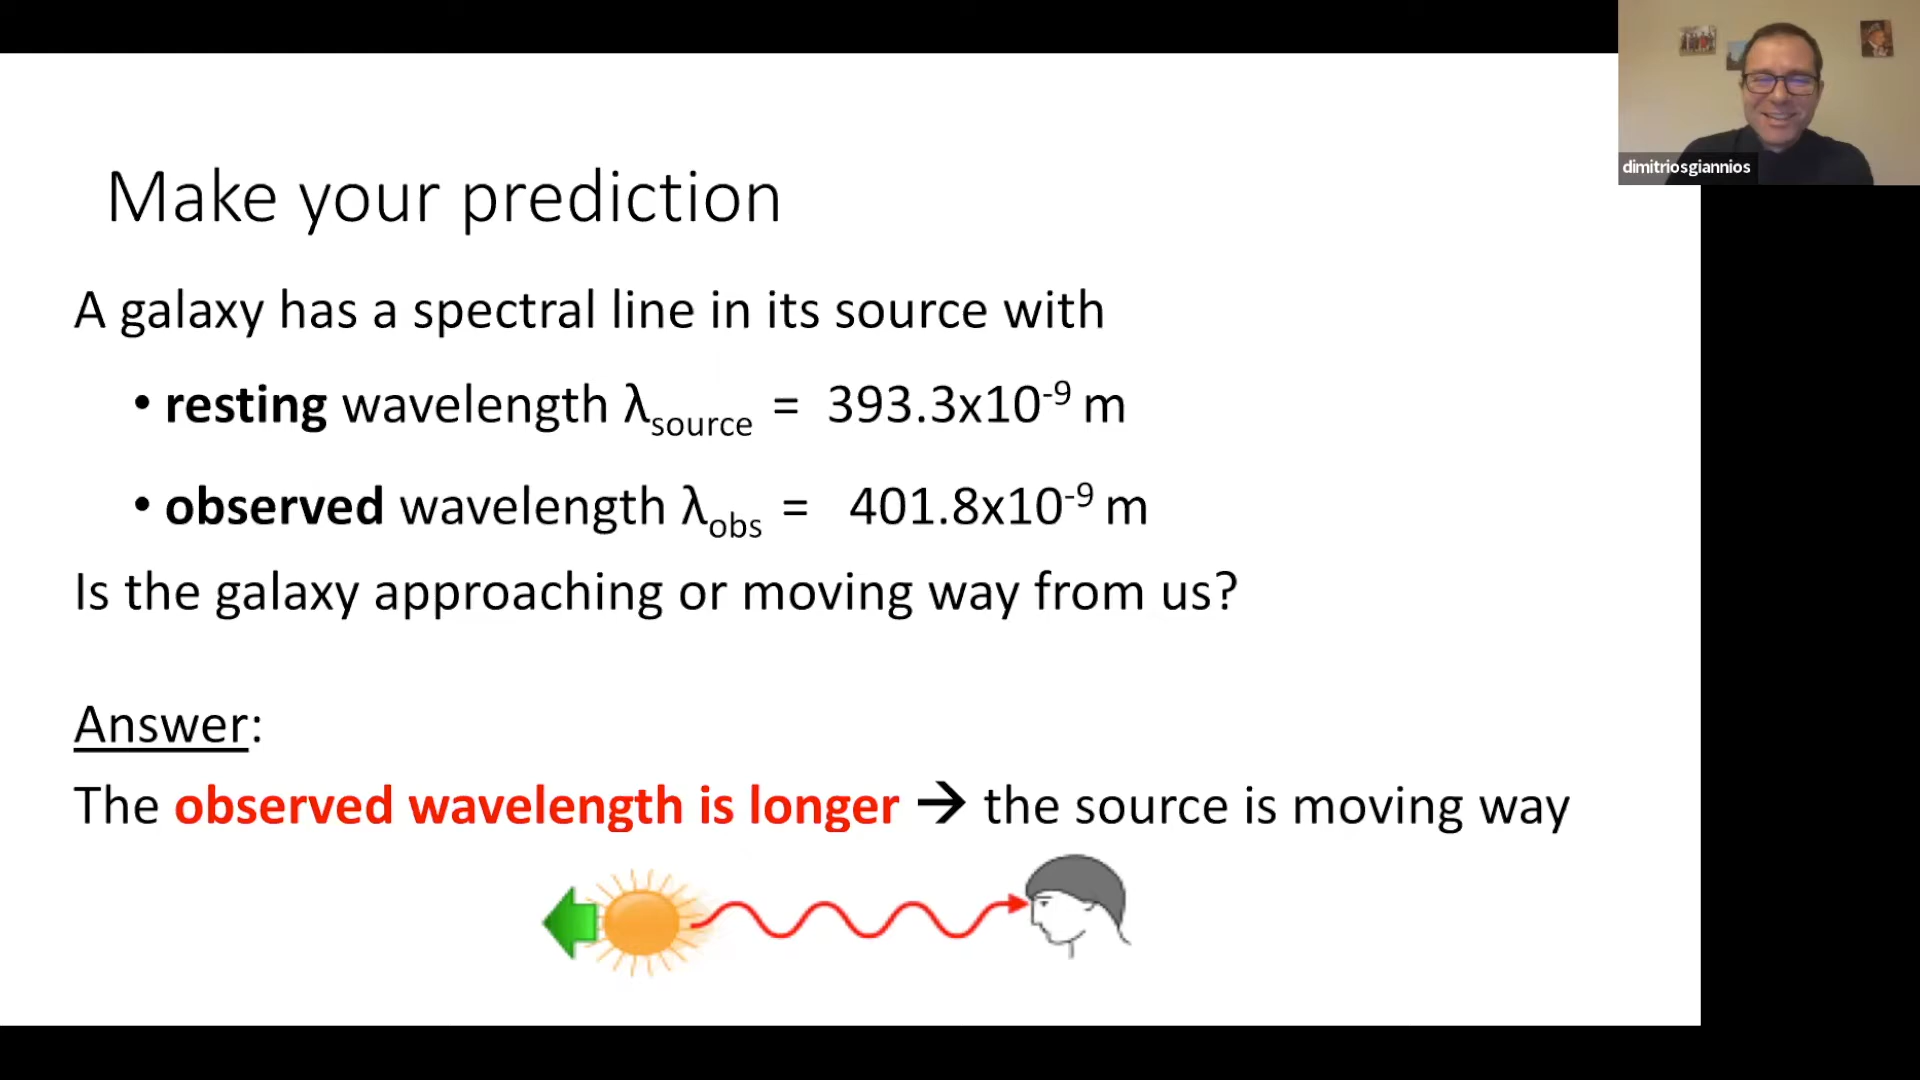 dimitriosgiannios
Make your prediction
A galaxy has a spectral line in its source with
• resting wavelength λsource = 393.3x10-9 m
• observed wavelength λobs = 401.8x10-9 m
Is the galaxy approaching or moving way from us?
Answer:
The observed wavelength is longer → the source is moving way